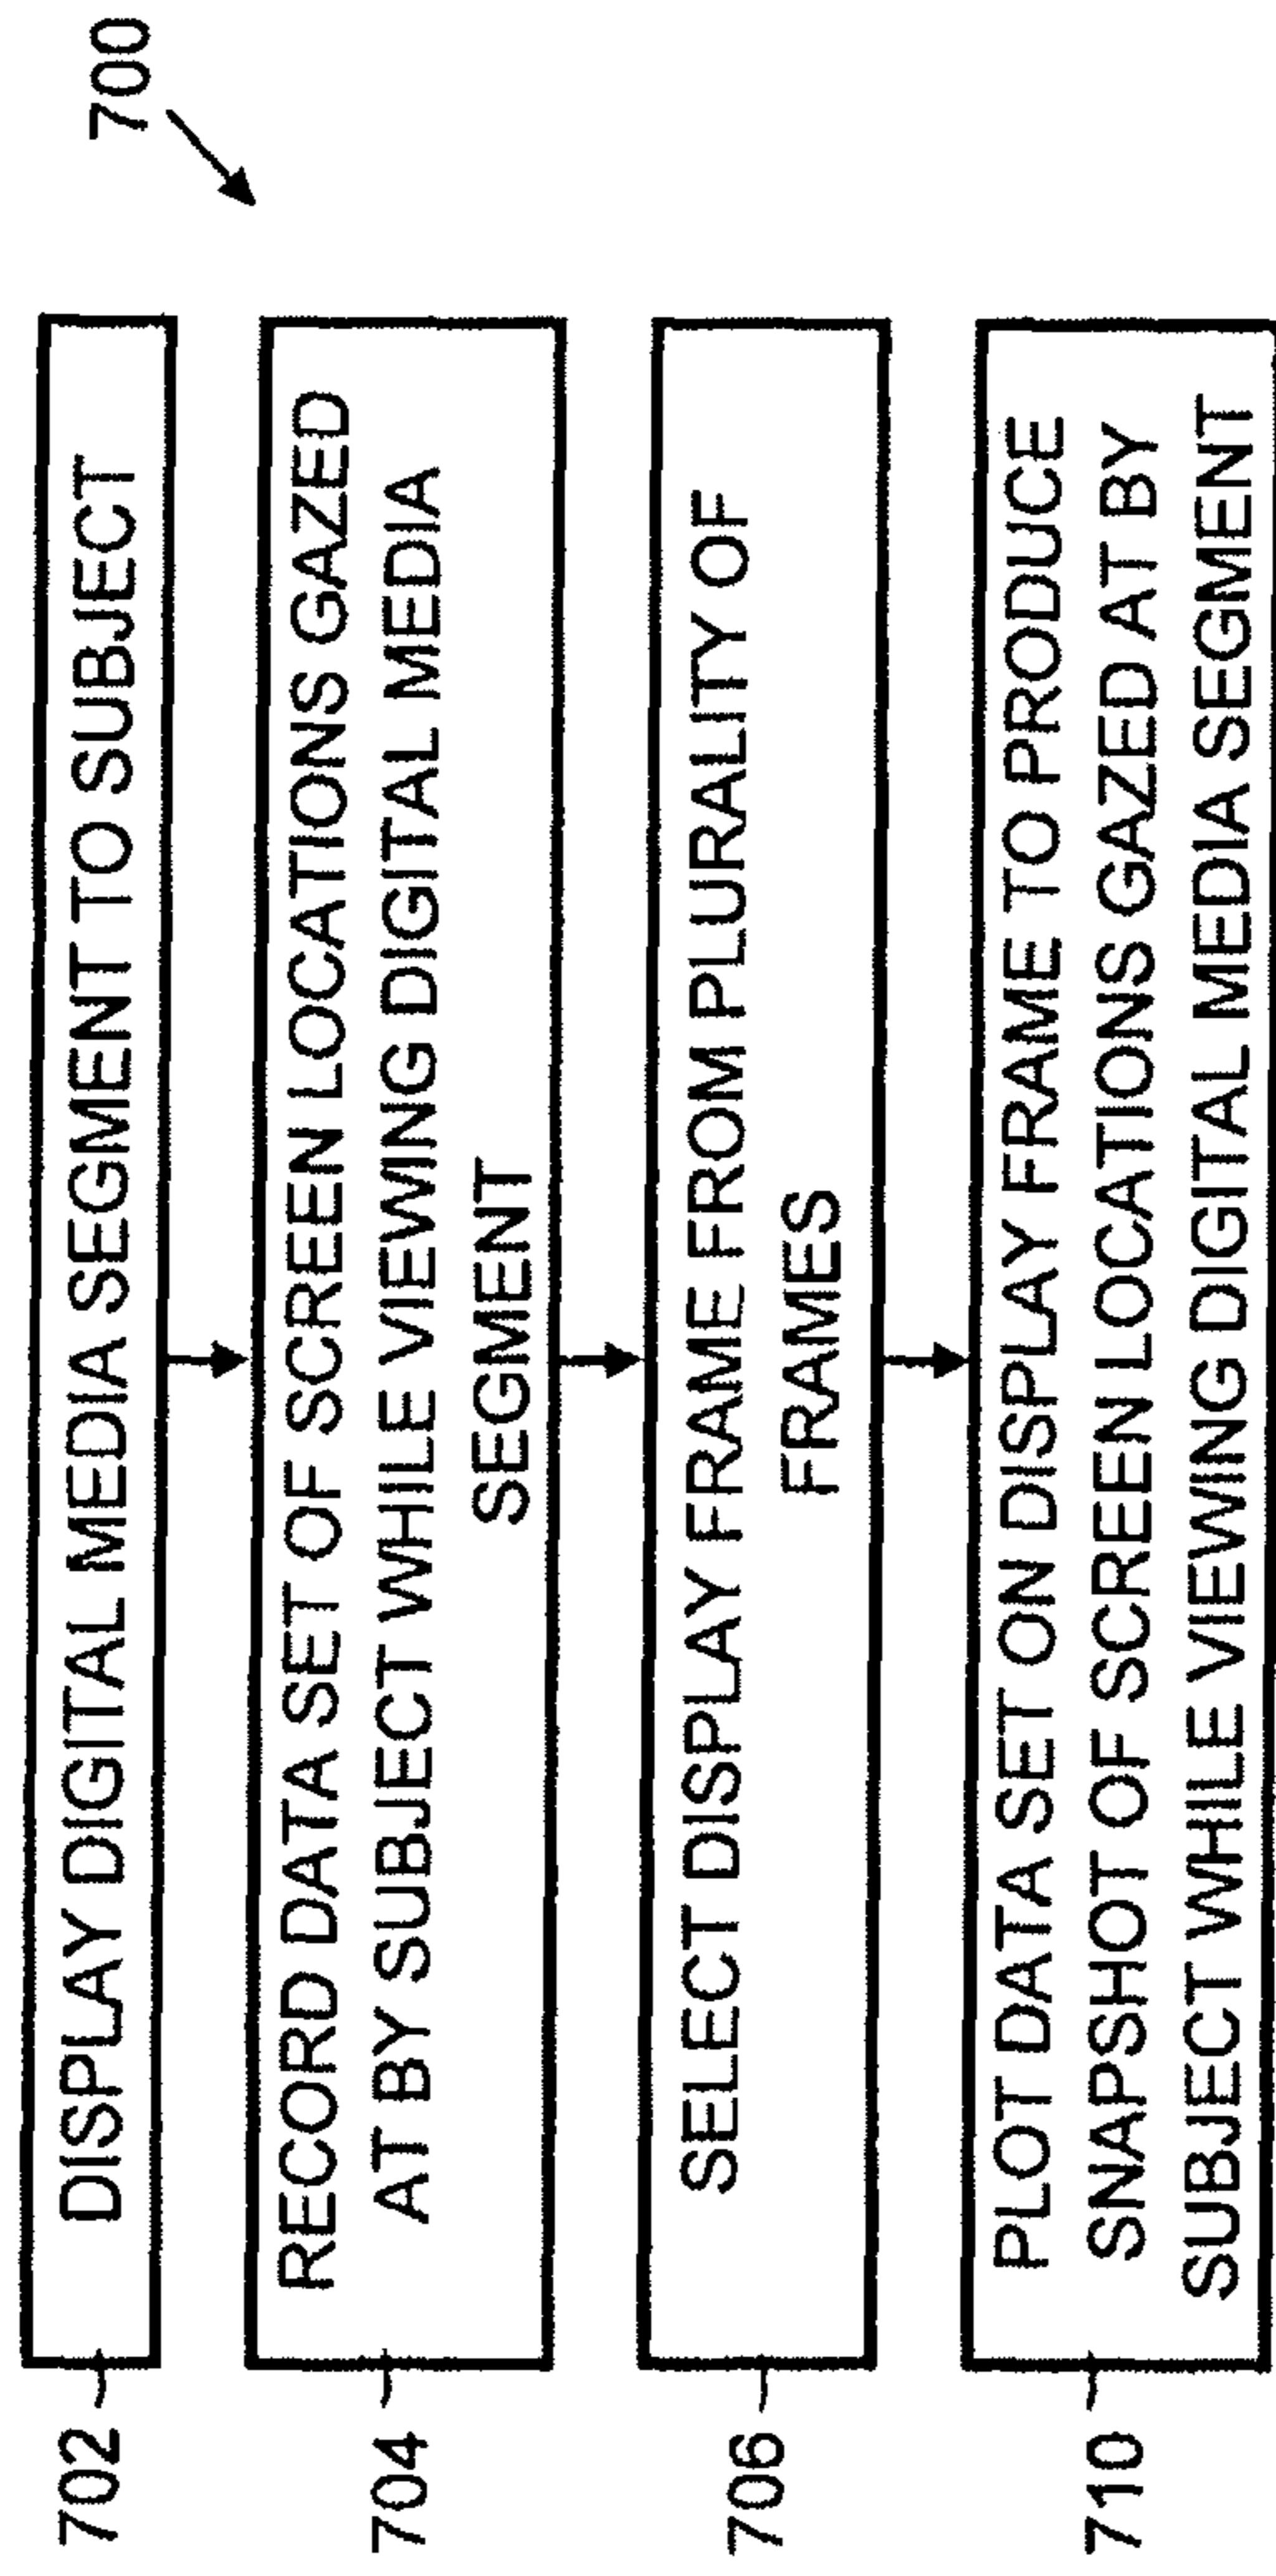 700
702
DISPLAY DIGITAL MEDIA SEGMENT TO SUBJECT
704
RECORD DATA SET OF SCREEN LOCATIONS GAZED
AT BY SUBJECT WHILE VIEWING DIGITAL MEDIA
SEGMENT
706
SELECT DISPLAY FRAME FROM PLURALITY OF
FRAMES
710
PLOT DATA SET ON DISPLAY FRAME TO PRODUCE
SNAPSHOT OF SCREEN LOCATIONS GAZED AT BY
SUBJECT WHILE VIEWING DIGITAL MEDIA SEGMENT